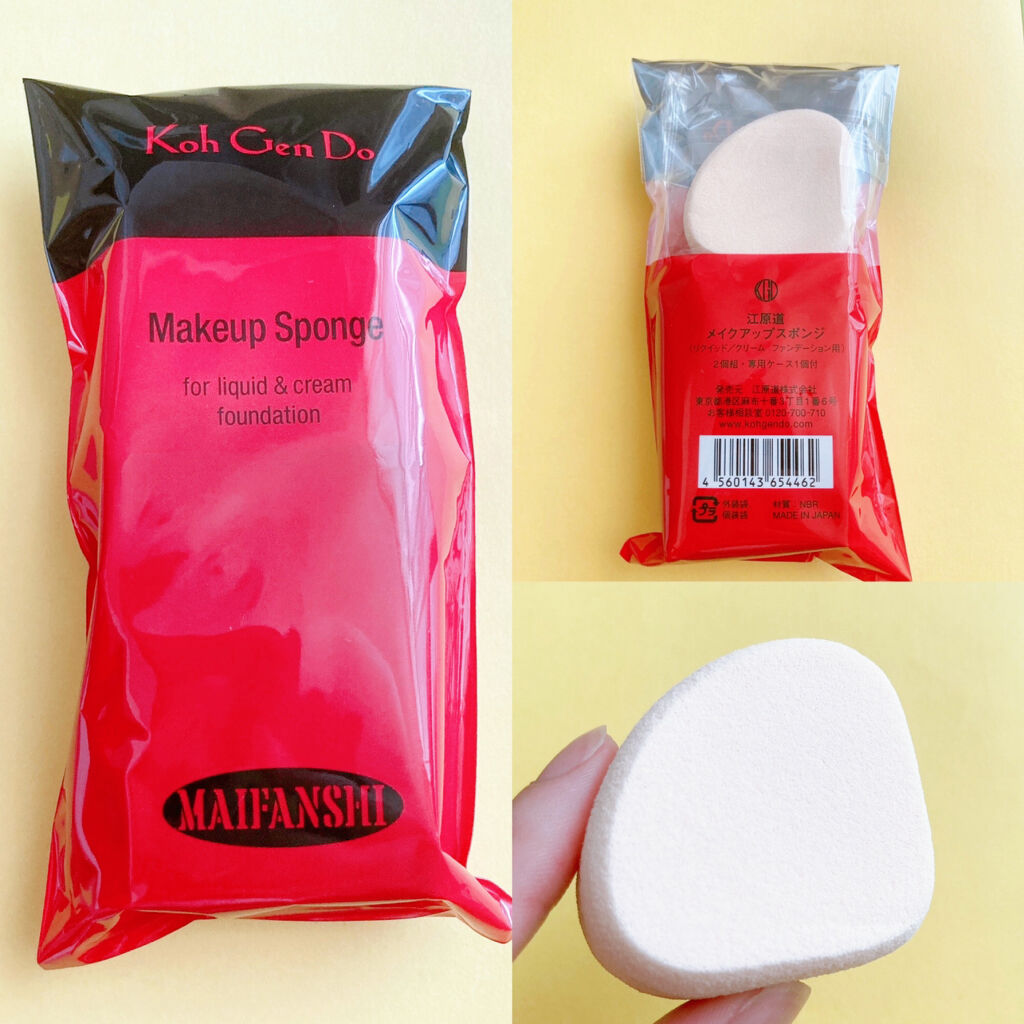 Koh Gen Do
Makeup Sponge
for liquid & cream
foundation
MAIFANSHI
KGD
江原道
メイクアップスポンジ
(リクイッド/クリーム ファンデーション用)
2個組・専用ケース1個付
発売元 江原道株式会社
東京都港区麻布十番3丁目1番6号
お客様相談室 0120-700-710
www.kohgendo.com
4 560143 654462
プラ
外装袋
個装袋
材質:NBR
MADE IN JAPAN